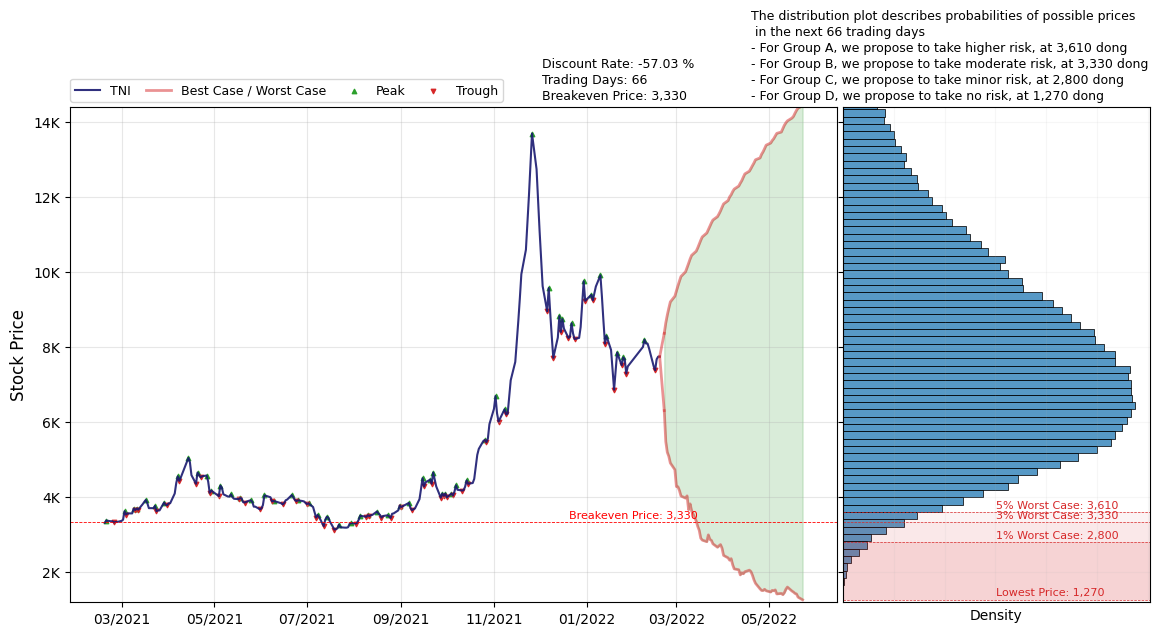 The distribution plot describes probabilities of possible prices
in the next 66 trading days
- For Group A, we propose to take higher risk, at 3,610 dong
- For Group B, we propose to take moderate risk, at 3,330 dong
- For Group C, we propose to take minor risk, at 2,800 dong
- For Group D, we propose to take no risk, at 1,270 dong
Discount Rate: -57.03 %
Trading Days: 66
Breakeven Price: 3,330
TNI
Best Case / Worst Case
Peak
Trough
Stock Price
14K
12K
10K
8K
6K
4K
2K
Breakeven Price: 3,330
03/2021
05/2021
07/2021
09/2021
11/2021
01/2022
03/2022
05/2022
5% Worst Case: 3,610
3% Worst Case: 3,330
1% Worst Case: 2,800
Lowest Price: 1,270
Density